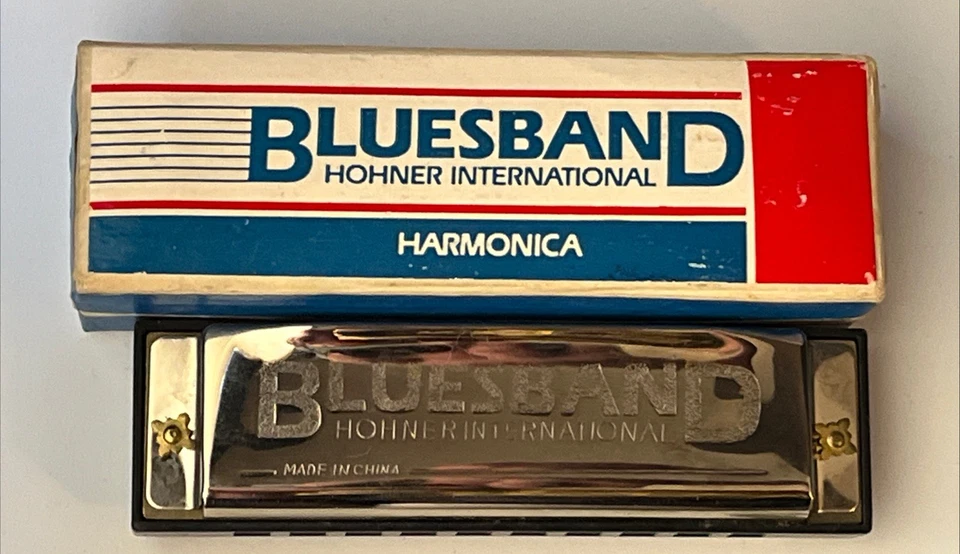 BLUESBAND
HOHNER INTERNATIONAL
HARMONICA
BLUESBAND
HOHNER INTERNATIONAL
MADE IN CHINA